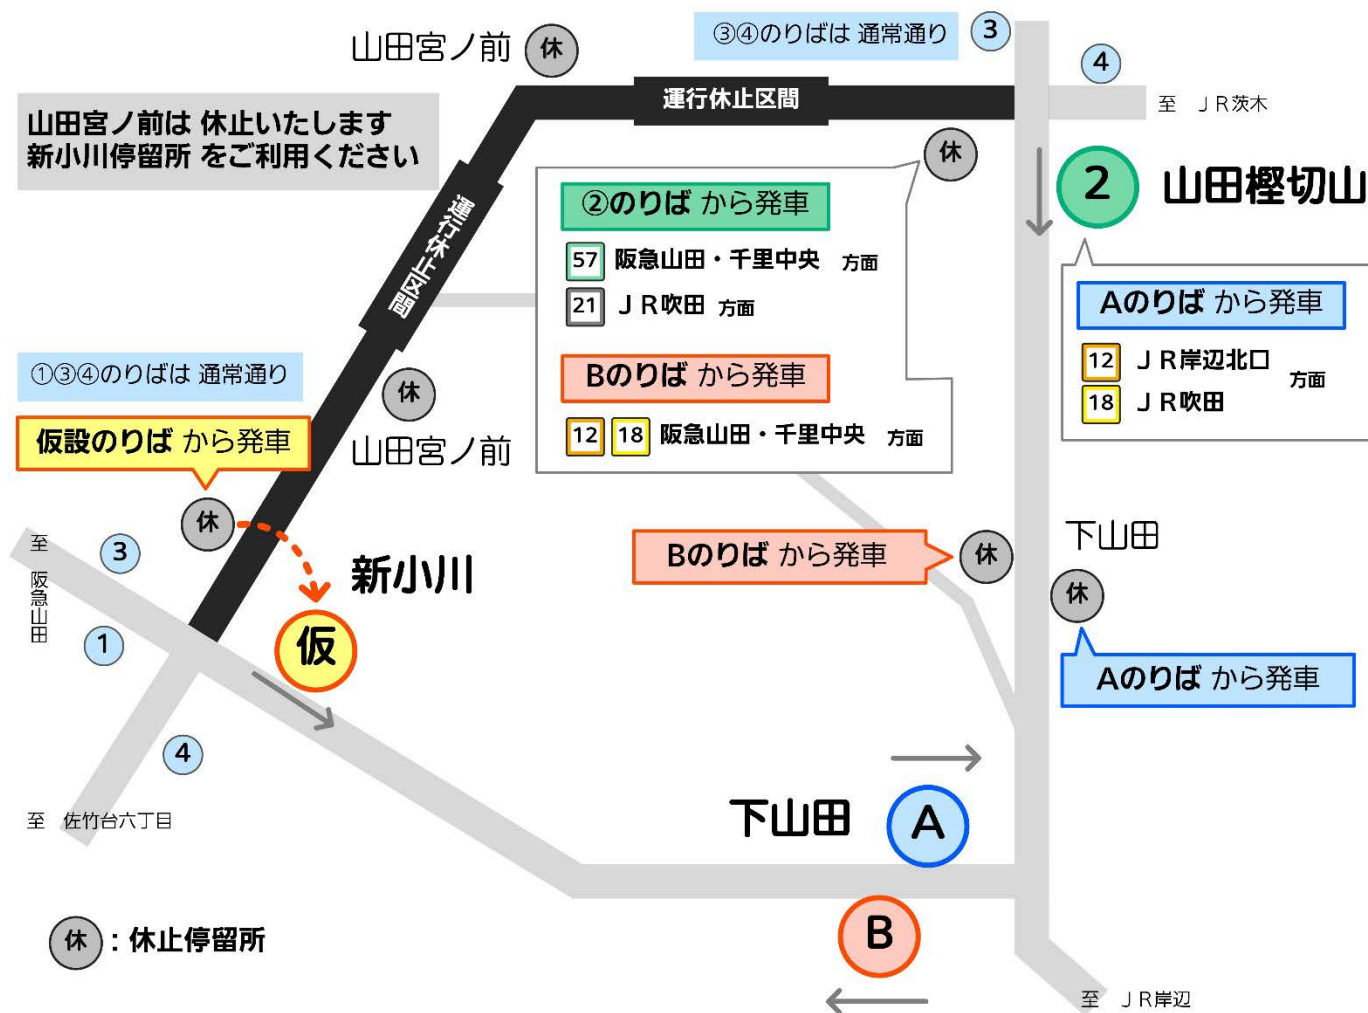 山田宮ノ前 休
③④のりばは 通常通り
3
4
至 JR茨木
運行休止区間
山田宮ノ前は 休止いたします
新小川停留所 をご利用ください
休
2 山田樫切山
②のりば から発車
57 阪急山田・千里中央 方面
21 JR吹田 方面
Bのりば から発車
12 18 阪急山田・千里中央 方面
Aのりば から発車
12 JR岸辺北口
18 JR吹田
方面
運行休止区間
①③④のりばは 通常通り
仮設のりば から発車
休
山田宮ノ前
休
新小川
仮
至 阪急山田
3
1
4
至 佐竹台六丁目
Bのりば から発車
休
下山田
休
Aのりば から発車
下山田
A
B
休 : 休止停留所
至 JR岸辺